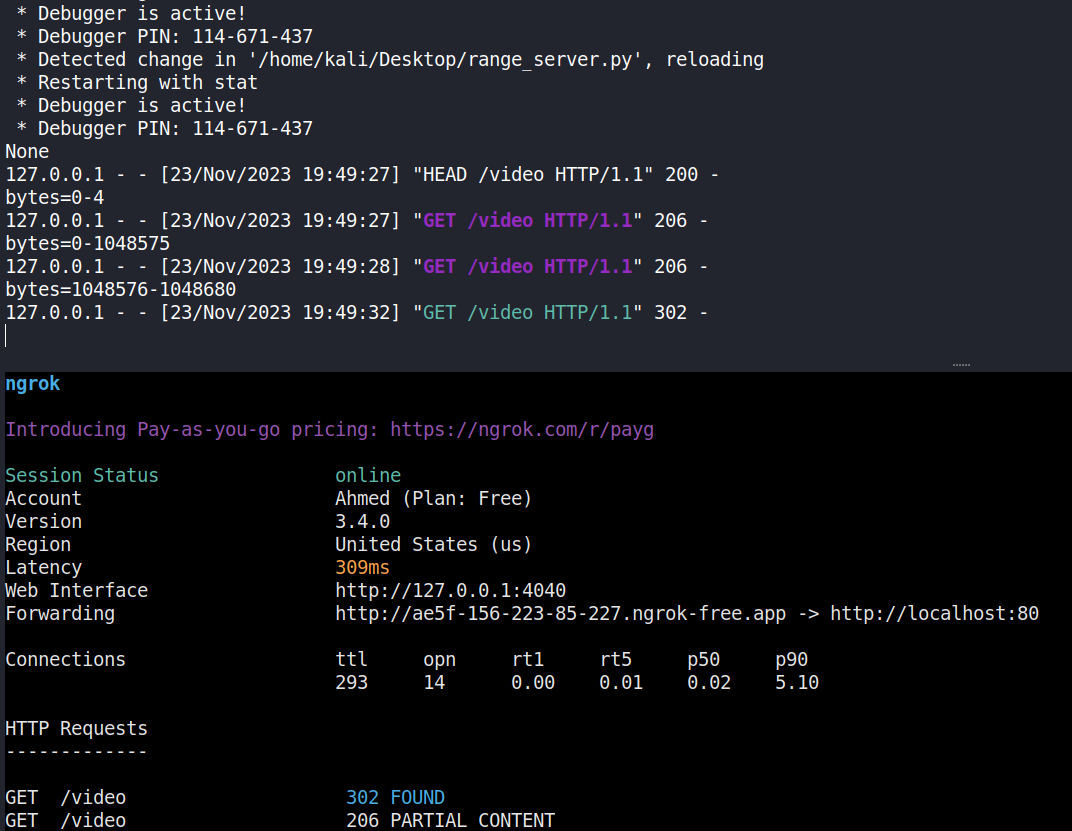 * Debugger is active!
* Debugger PIN: 114-671-437
* Detected change in '/home/kali/Desktop/range_server.py', reloading
* Restarting with stat
* Debugger is active!
* Debugger PIN: 114-671-437
None
127.0.0.1 - - [23/Nov/2023 19:49:27] "HEAD /video HTTP/1.1" 200 -
bytes=0-4
127.0.0.1 - - [23/Nov/2023 19:49:27] "GET /video HTTP/1.1" 206 -
bytes=0-1048575
127.0.0.1 - - [23/Nov/2023 19:49:28] "GET /video HTTP/1.1" 206 -
bytes=1048576-1048680
127.0.0.1 - - [23/Nov/2023 19:49:32] "GET /video HTTP/1.1" 302 -
ngrok
Introducing Pay-as-you-go pricing: https://ngrok.com/r/payg
Session Status online
Account Ahmed (Plan: Free)
Version 3.4.0
Region United States (us)
Latency 309ms
Web Interface http://127.0.0.1:4040
Forwarding http://ae5f-156-223-85-227.ngrok-free.app -> http://localhost:80
Connections ttl opn rt1 rt5 p50 p90
293 14 0.00 0.01 0.02 5.10
HTTP Requests
-------------
GET /video 302 FOUND
GET /video 206 PARTIAL CONTENT